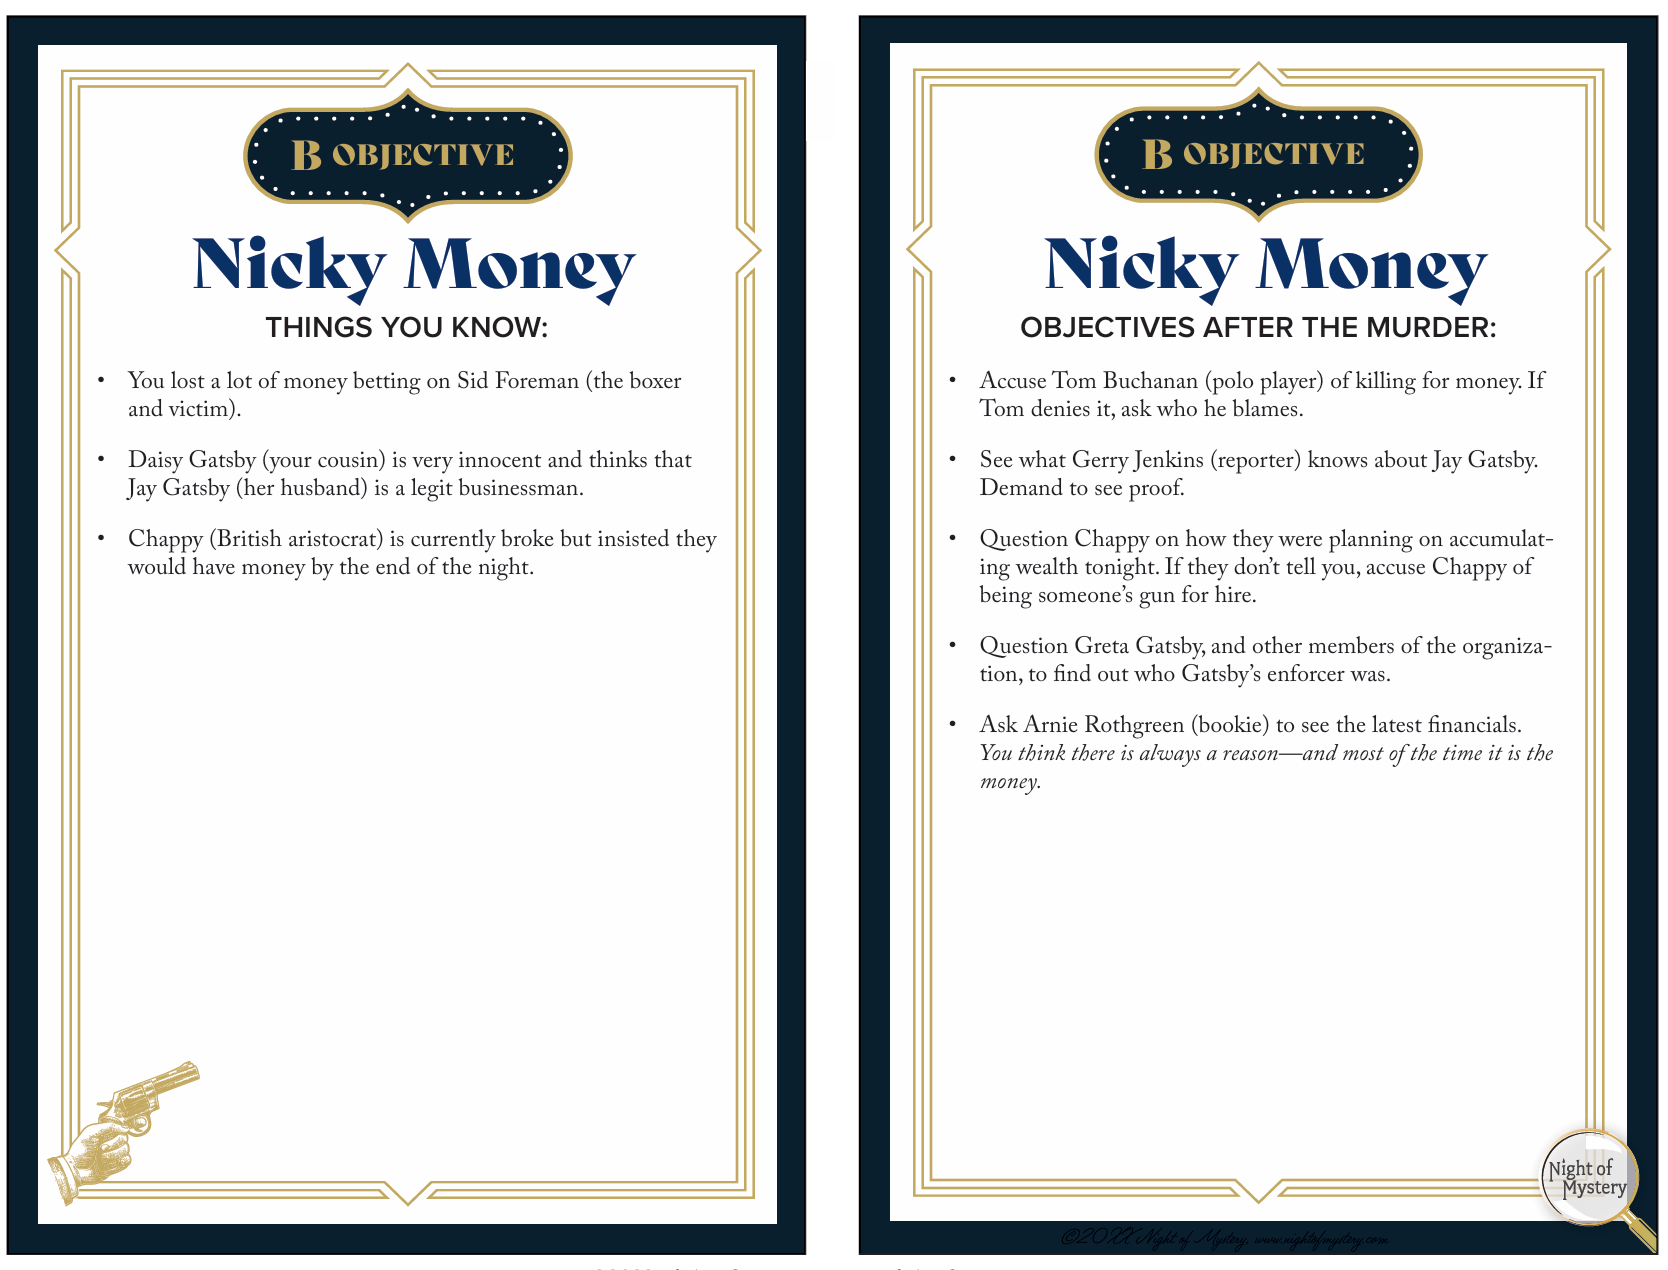 B OBJECTIVE
Nicky Money
THINGS YOU KNOW:
• You lost a lot of money betting on Sid Foreman (the boxer
and victim).
• Daisy Gatsby (your cousin) is very innocent and thinks that
Jay Gatsby (her husband) is a legit businessman.
• Chappy (British aristocrat) is currently broke but insisted they
would have money by the end of the night.
B OBJECTIVE
Nicky Money
OBJECTIVES AFTER THE MURDER:
• Accuse Tom Buchanan (polo player) of killing for money. If
Tom denies it, ask who he blames.
• See what Gerry Jenkins (reporter) knows about Jay Gatsby.
Demand to see proof.
• Question Chappy on how they were planning on accumulat-
ing wealth tonight. If they don't tell you, accuse Chappy of
being someone's gun for hire.
• Question Greta Gatsby, and other members of the organiza-
tion, to find out who Gatsby's enforcer was.
• Ask Arnie Rothgreen (bookie) to see the latest financials.
You think there is always a reason—and most of the time it is the
money.
Night of
Mystery
©20XX Night of Mystery, www.nightofmystery.com